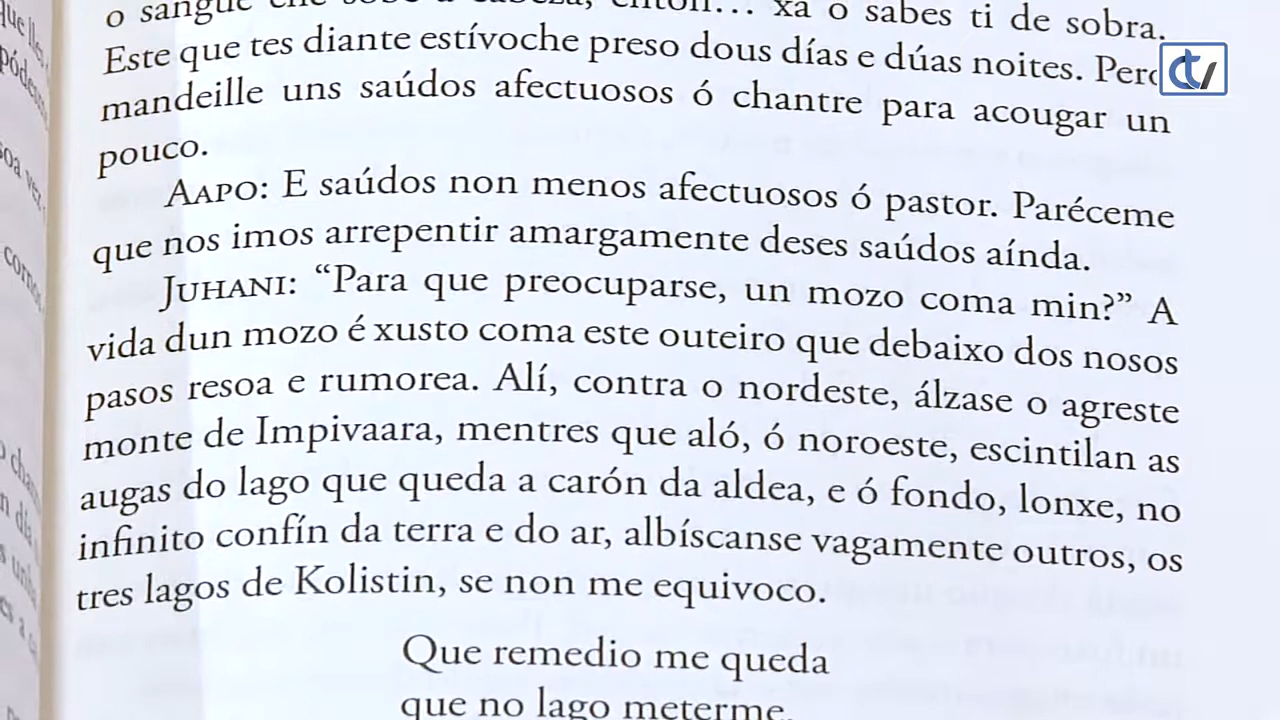 o sangue che sobe á cabeza, entón... xa o sabes ti de sobra.
Este que tes diante estívoche preso dous días e dúas noites. Pero
mandeille uns saúdos afectuosos ó chantre para acougar un
pouco.
AAPO: E saúdos non menos afectuosos ó pastor. Paréceme
que nos imos arrepentir amargamente deses saúdos aínda.
JUHANI: “Para que preocuparse, un mozo coma min?” A
vida dun mozo é xusto coma este outeiro que debaixo dos nosos
pasos resoa e rumorea. Alí, contra o nordeste, álzase o agreste
monte de Impivaara, mentres que aló, ó noroeste, escintilan as
augas do lago que queda a carón da aldea, e ó fondo, lonxe, no
infinito confín da terra e do ar, albíscanse vagamente outros, os
tres lagos de Kolistin, se non me equivoco.
Que remedio me queda
que no lago meterme,